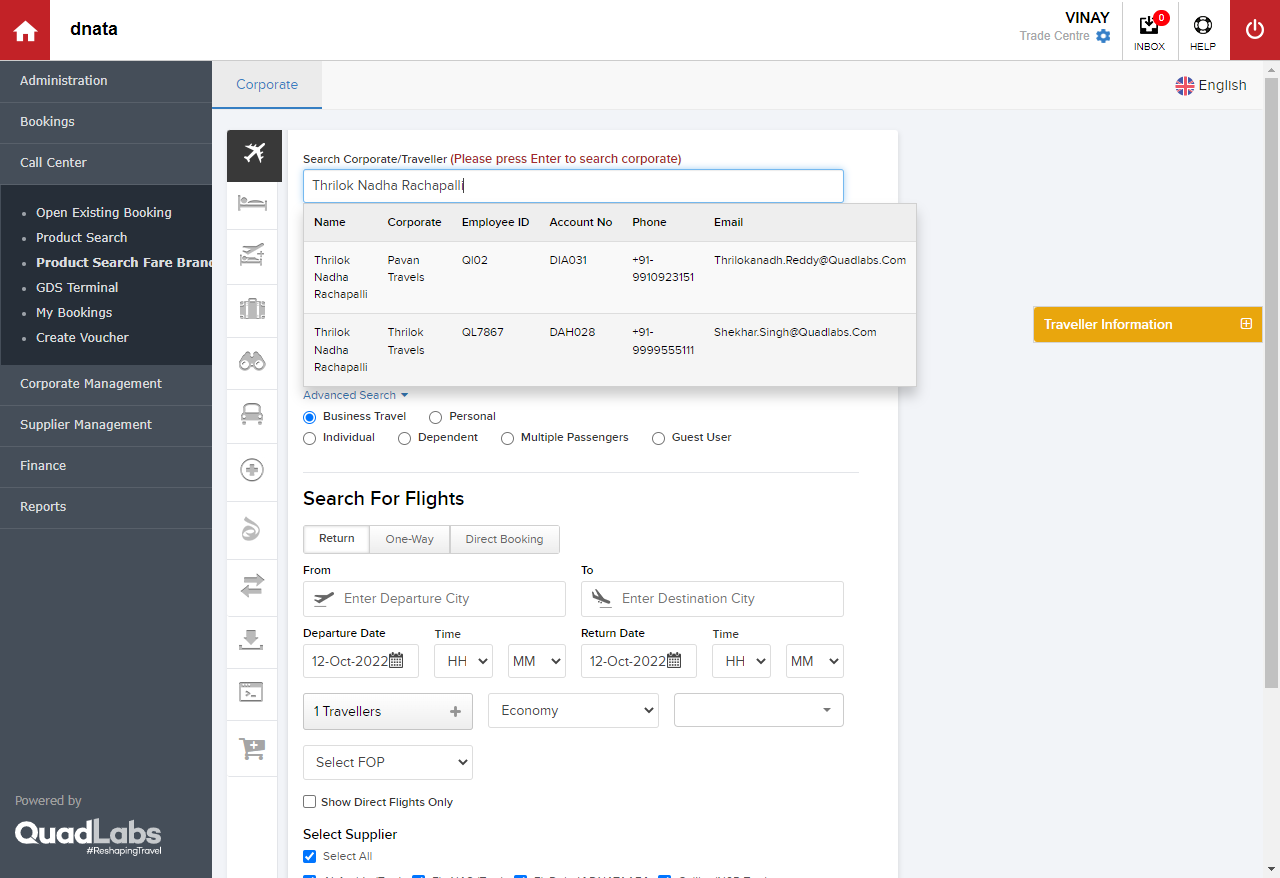 dnata
VINAY
Trade Centre
0
INBOX
HELP
Administration
Bookings
Call Center
Open Existing Booking
Product Search
Product Search Fare Bran
GDS Terminal
My Bookings
Create Voucher
Corporate Management
Supplier Management
Finance
Reports
Powered by
QuadLabs
#ReshapingTravel
Corporate
English
Search Corporate/Traveller (Please press Enter to search corporate)
Thrilok Nadha Rachapalli
Name Corporate Employee ID Account No Phone Email
Thrilok Nadha Rachapalli Pavan Travels QI02 DIA031 +91-9910923151 Thrilokanadh.Reddy@Quadlabs.Com
Thrilok Nadha Rachapalli Thrilok Travels QL7867 DAH028 +91-9999555111 Shekhar.Singh@Quadlabs.Com
Traveller Information
Advanced Search
Business Travel Personal
Individual Dependent Multiple Passengers Guest User
Search For Flights
Return One-Way Direct Booking
From To
Enter Departure City Enter Destination City
Departure Date Time Return Date Time
12-Oct-2022 HH MM 12-Oct-2022 HH MM
1 Travellers Economy
Select FOP
Show Direct Flights Only
Select Supplier
Select All